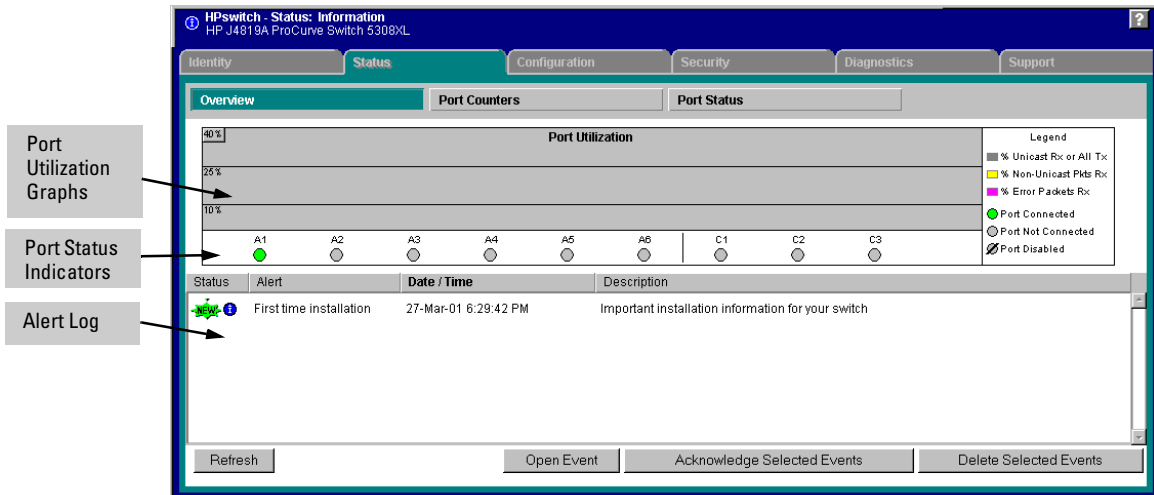 HPswitch - Status: Information
HP J4819A ProCurve Switch 5308XL
?
Identity
Status
Configuration
Security
Diagnostics
Support
Overview
Port Counters
Port Status
Port Utilization Graphs
40 %
Port Utilization
25 %
10 %
Legend
% Unicast Rx or All Tx
% Non-Unicast Pkts Rx
% Error Packets Rx
Port Connected
Port Not Connected
Port Disabled
Port Status Indicators
A1 A2 A3 A4 A5 A6 C1 C2 C3
Status Alert Date / Time Description
NEW! i First time installation 27-Mar-01 6:29:42 PM Important installation information for your switch
Alert Log
Refresh
Open Event
Acknowledge Selected Events
Delete Selected Events